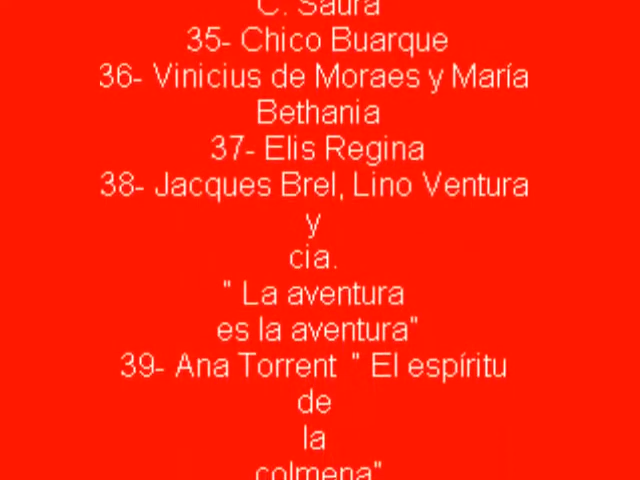 C. Saura
35- Chico Buarque
36- Vinicius de Moraes y María
Bethania
37- Elis Regina
38- Jacques Brel, Lino Ventura
y
cia.
" La aventura
es la aventura"
39- Ana Torrent " El espíritu
de
la
colmena"